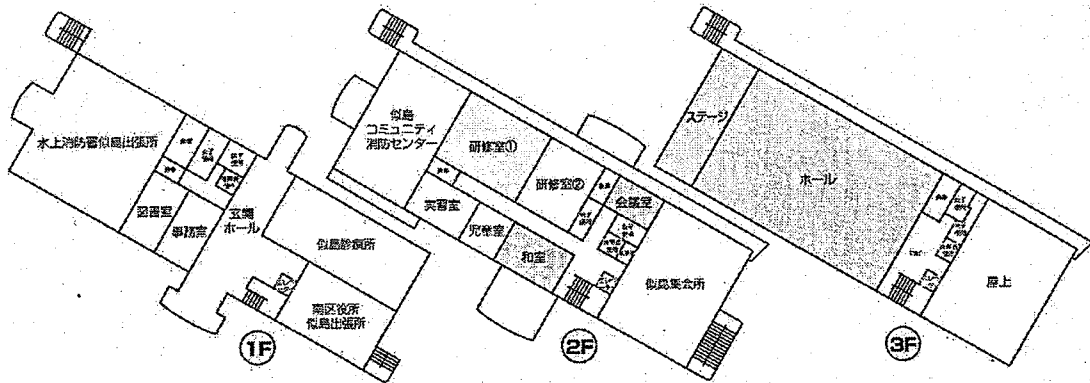 水上消防署似島出張所
図書室
事務室
玄関
ホール
似島診療所
南区役所
似島出張所
1F
似島
コミュニティ
消防センター
研修室①
研修室②
会議室
実習室
児童室
和室
似島集会所
2F
ステージ
ホール
屋上
3F